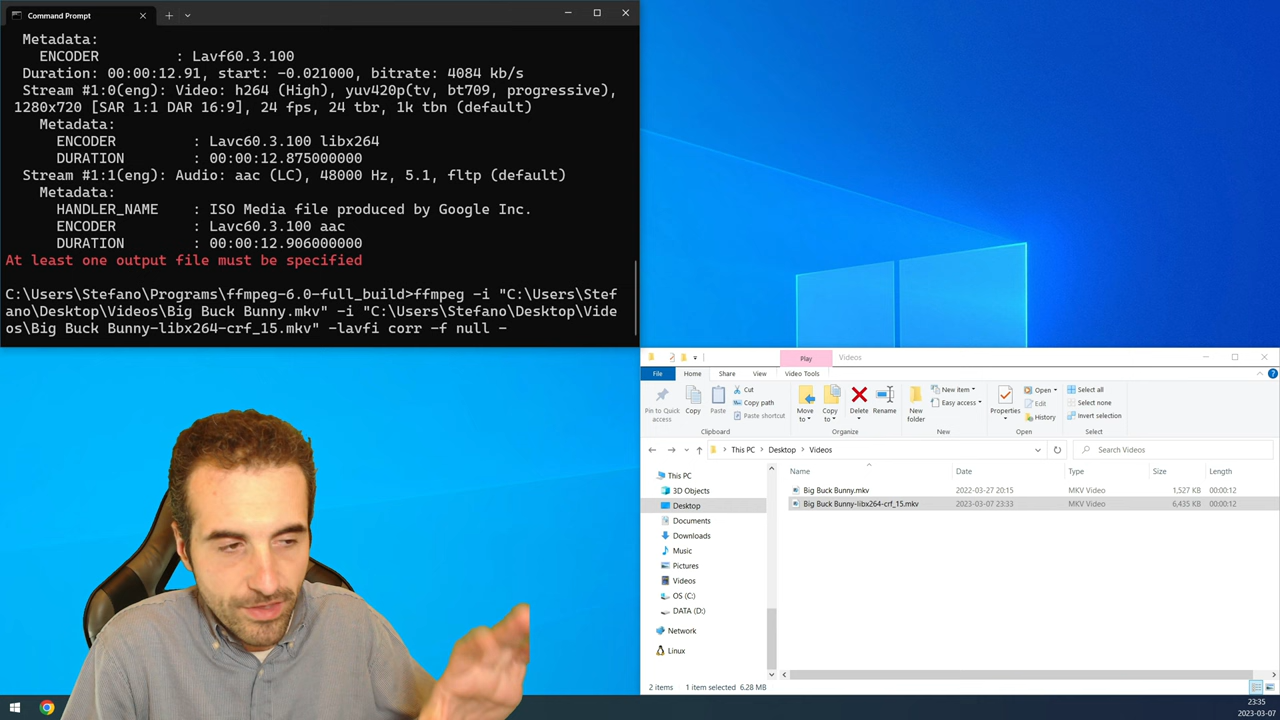 Command Prompt
Metadata:
ENCODER : Lavf60.3.100
Duration: 00:00:12.91, start: -0.021000, bitrate: 4084 kb/s
Stream #1:0(eng): Video: h264 (High), yuv420p(tv, bt709, progressive),
1280x720 [SAR 1:1 DAR 16:9], 24 fps, 24 tbr, 1k tbn (default)
Metadata:
ENCODER : Lavc60.3.100 libx264
DURATION : 00:00:12.875000000
Stream #1:1(eng): Audio: aac (LC), 48000 Hz, 5.1, fltp (default)
Metadata:
HANDLER_NAME : ISO Media file produced by Google Inc.
ENCODER : Lavc60.3.100 aac
DURATION : 00:00:12.906000000
At least one output file must be specified
C:\Users\Stefano\Programs\ffmpeg-6.0-full_build>ffmpeg -i "C:\Users\Stef
ano\Desktop\Videos\Big Buck Bunny.mkv" -i "C:\Users\Stefano\Desktop\Vide
os\Big Buck Bunny-libx264-crf_15.mkv" -lavfi corr -f null -
Play Videos
File Home Share View Video Tools
Pin to Quick access
Copy
Paste
Cut
Copy path
Paste shortcut
Move to
Copy to
Delete
Rename
New folder
New item
Easy access
Properties
Open
Edit
History
Select all
Select none
Invert selection
Clipboard Organize New Open Select
This PC Desktop Videos Search Videos
Name Date Type Size Length
Big Buck Bunny.mkv 2022-03-27 20:15 MKV Video 1,527 KB 00:00:12
Big Buck Bunny-libx264-crf_15.mkv 2023-03-07 23:33 MKV Video 6,435 KB 00:00:12
This PC
3D Objects
Desktop
Documents
Downloads
Music
Pictures
Videos
OS (C:)
DATA (D:)
Network
Linux
2 items 1 item selected 6.28 MB
23:35
2023-03-07